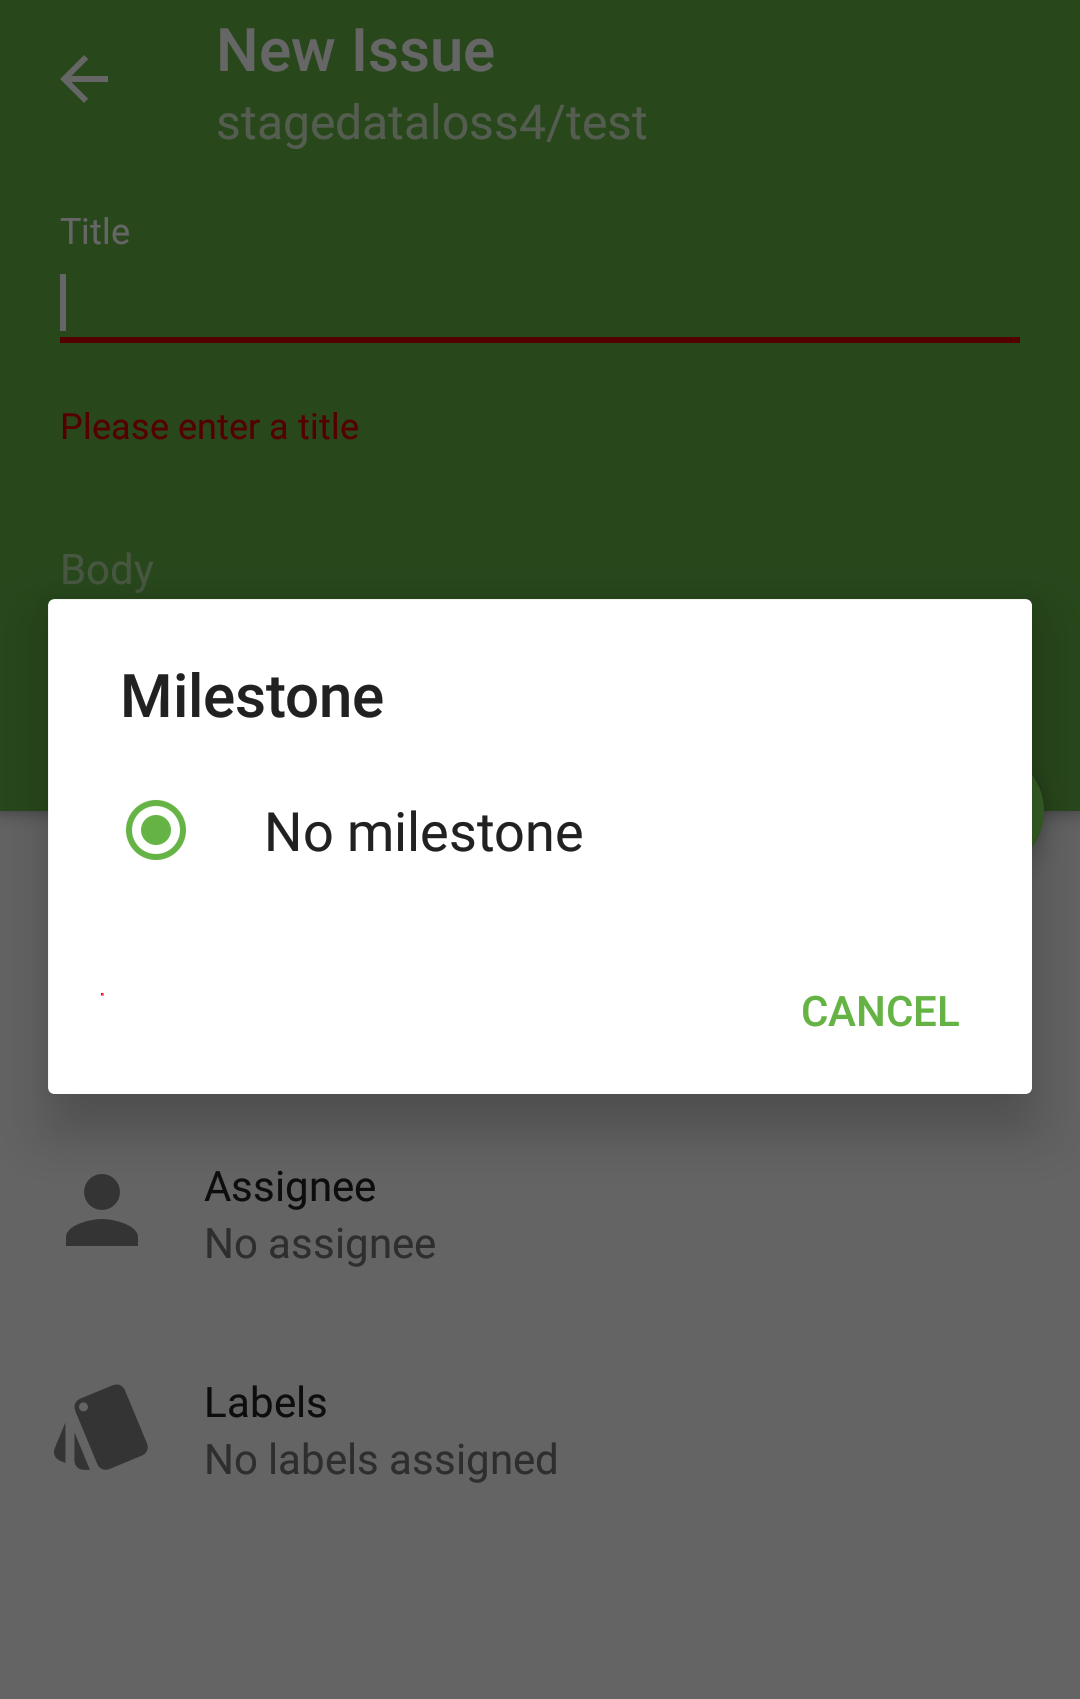 New Issue
stagedataloss4/test
Title
Please enter a title
Body
Milestone
No milestone
CANCEL
Assignee
No assignee
Labels
No labels assigned